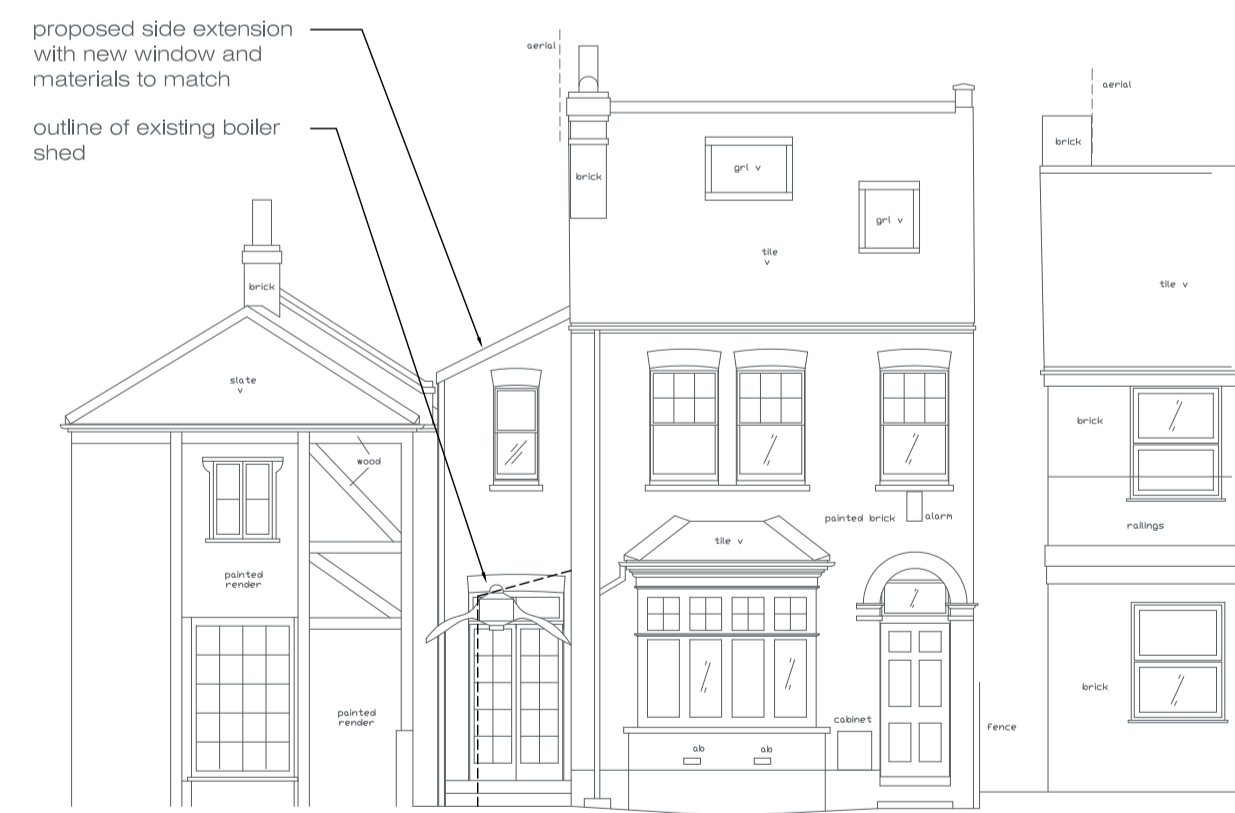 proposed side extension
with new window and
materials to match
outline of existing boiler
shed
aerial
aerial
brick
brick
grl v
grl v
tile
v
brick
tile v
slate
v
wood
brick
painted brick
alarm
railings
tile v
painted
render
painted
render
brick
cabinet
fence
ab
ab